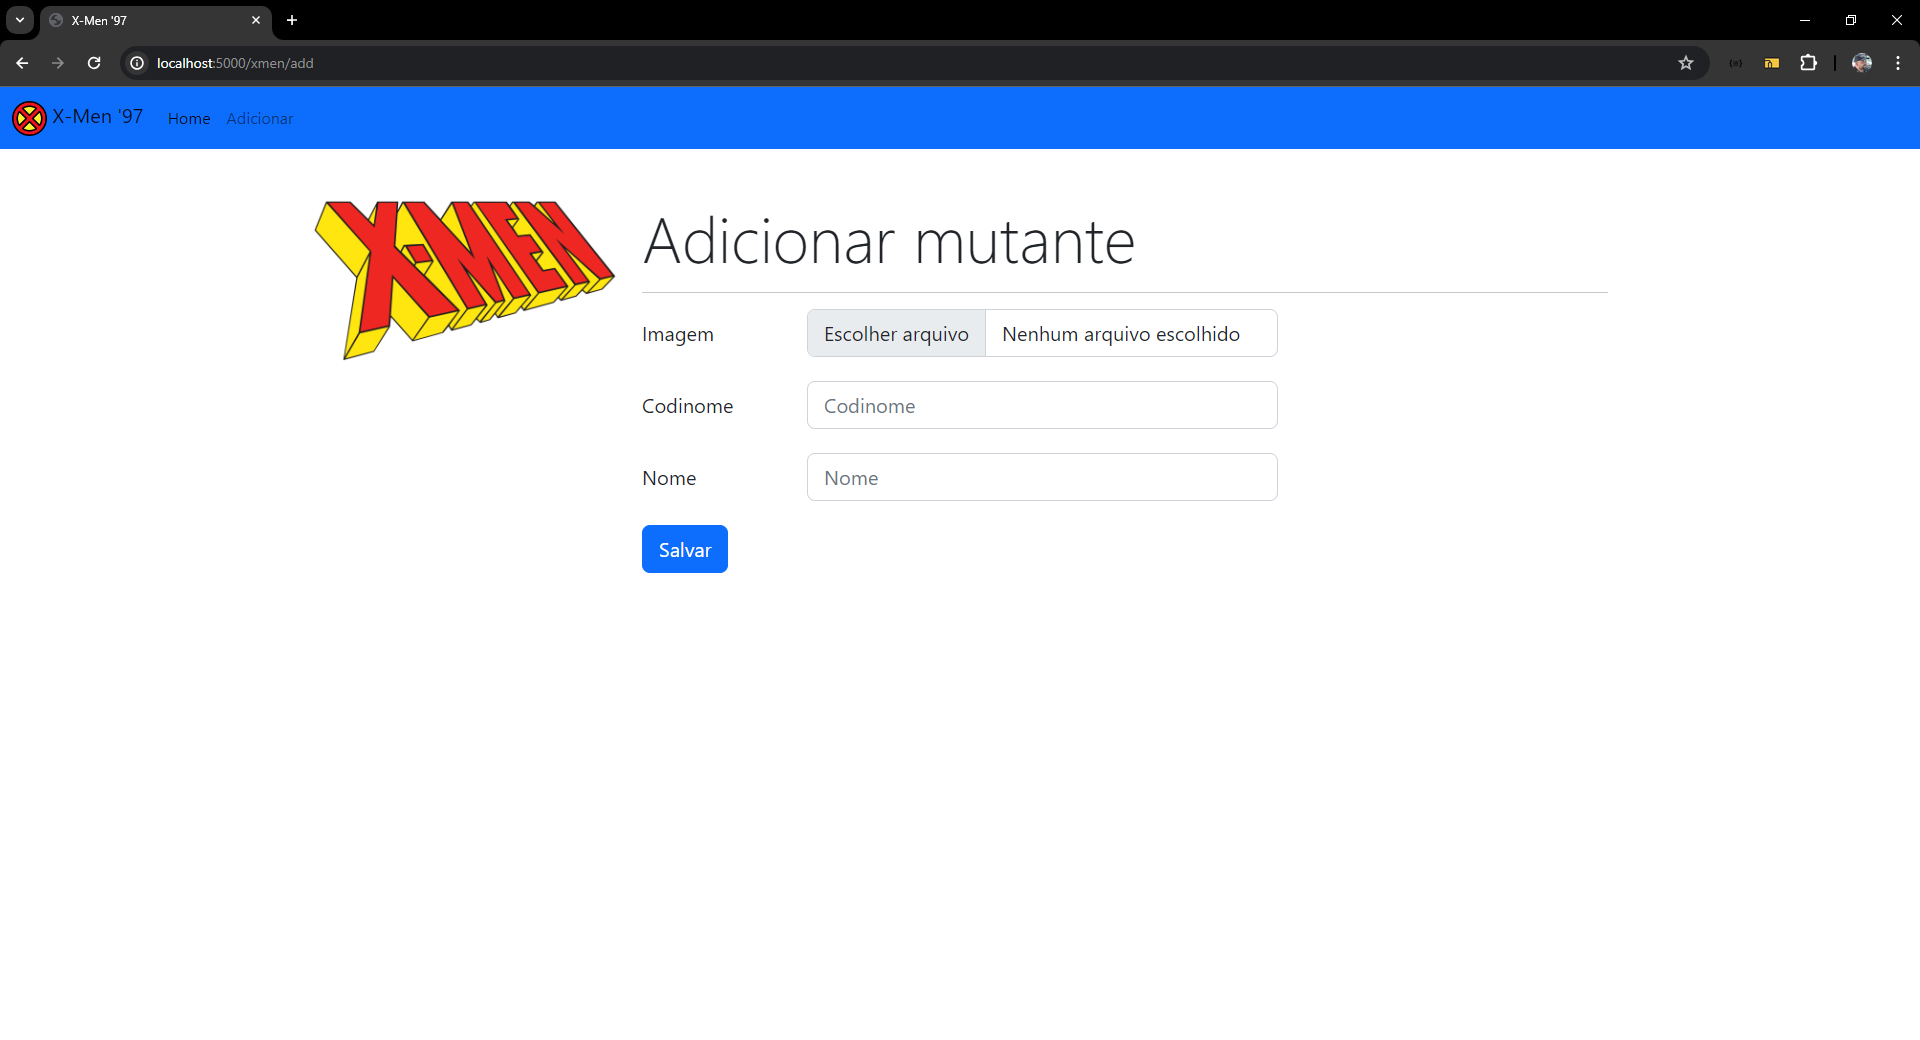 X-Men '97
localhost:5000/xmen/add
X-Men '97 Home Adicionar
X-MEN
Adicionar mutante
Imagem Escolher arquivo Nenhum arquivo escolhido
Codinome Codinome
Nome Nome
Salvar